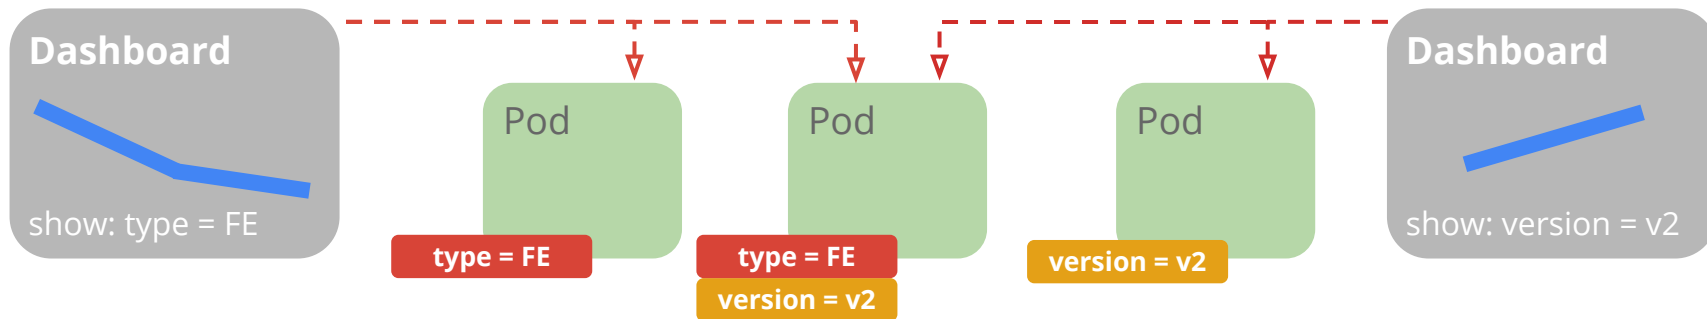 Dashboard
show: type = FE
Pod
type = FE
Pod
type = FE
version = v2
Pod
version = v2
Dashboard
show: version = v2